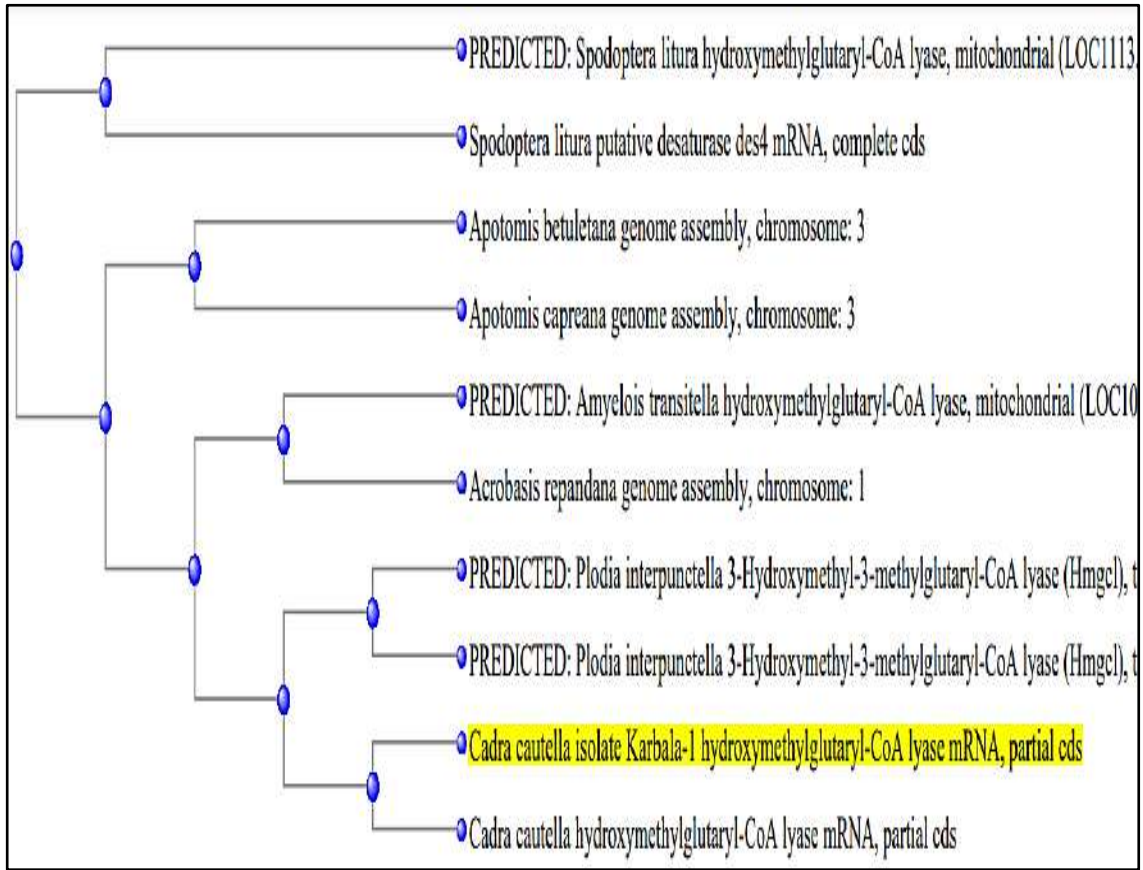 PREDICTED: Spodoptera litura hydroxymethylglutaryl-CoA lyase, mitochondrial (LOC1113.
Spodoptera litura putative desaturase des4 mRNA, complete cds
Apotomis betuletana genome assembly, chromosome: 3
Apotomis capreana genome assembly, chromosome: 3
PREDICTED: Amyelois transitella hydroxymethylglutaryl-CoA lyase, mitochondrial (LOC10
Acrobasis repandana genome assembly, chromosome: 1
PREDICTED: Plodia interpunctella 3-Hydroxymethyl-3-methylglutaryl-CoA lyase (Hmgcl), t
PREDICTED: Plodia interpunctella 3-Hydroxymethyl-3-methylglutaryl-CoA lyase (Hmgcl), t
Cadra cautella isolate Karbala-1 hydroxymethylglutaryl-CoA lyase mRNA, partial cds
Cadra cautella hydroxymethylglutaryl-CoA lyase mRNA, partial cds